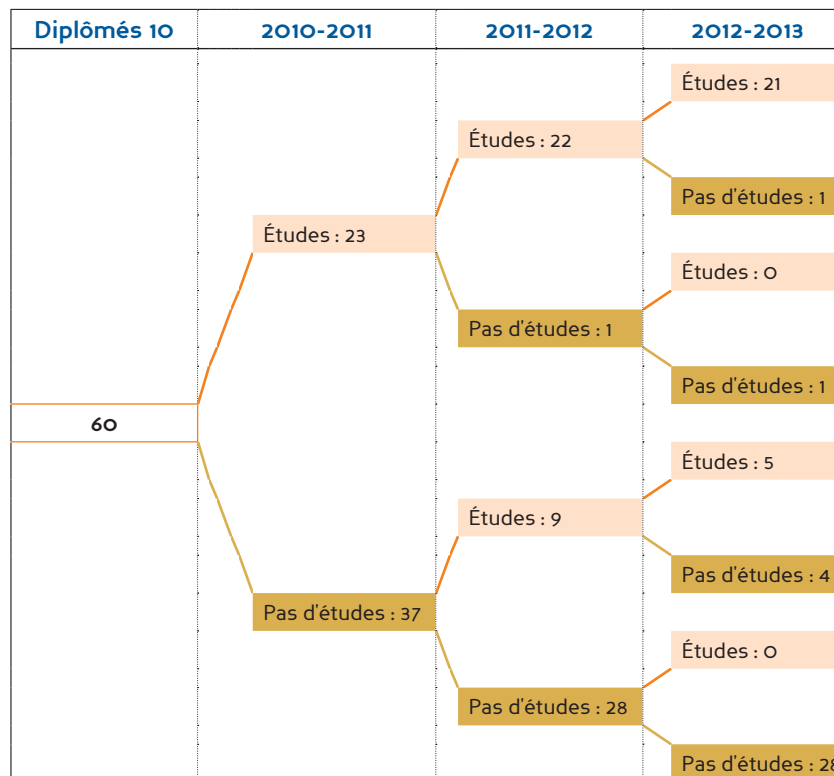 Diplômés 10 2010-2011 2011-2012 2012-2013
Études : 21
Études : 22
Pas d'études : 1
Études : 23
Études : 0
Pas d'études : 1
Pas d'études : 1
60
Études : 5
Études : 9
Pas d'études : 4
Pas d'études : 37
Études : 0
Pas d'études : 28
Pas d'études : 28